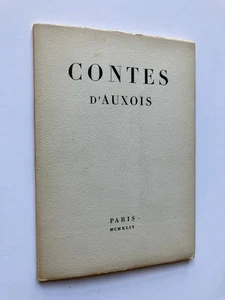 CONTES
D'AUXOIS
PARIS
MCMXLIV